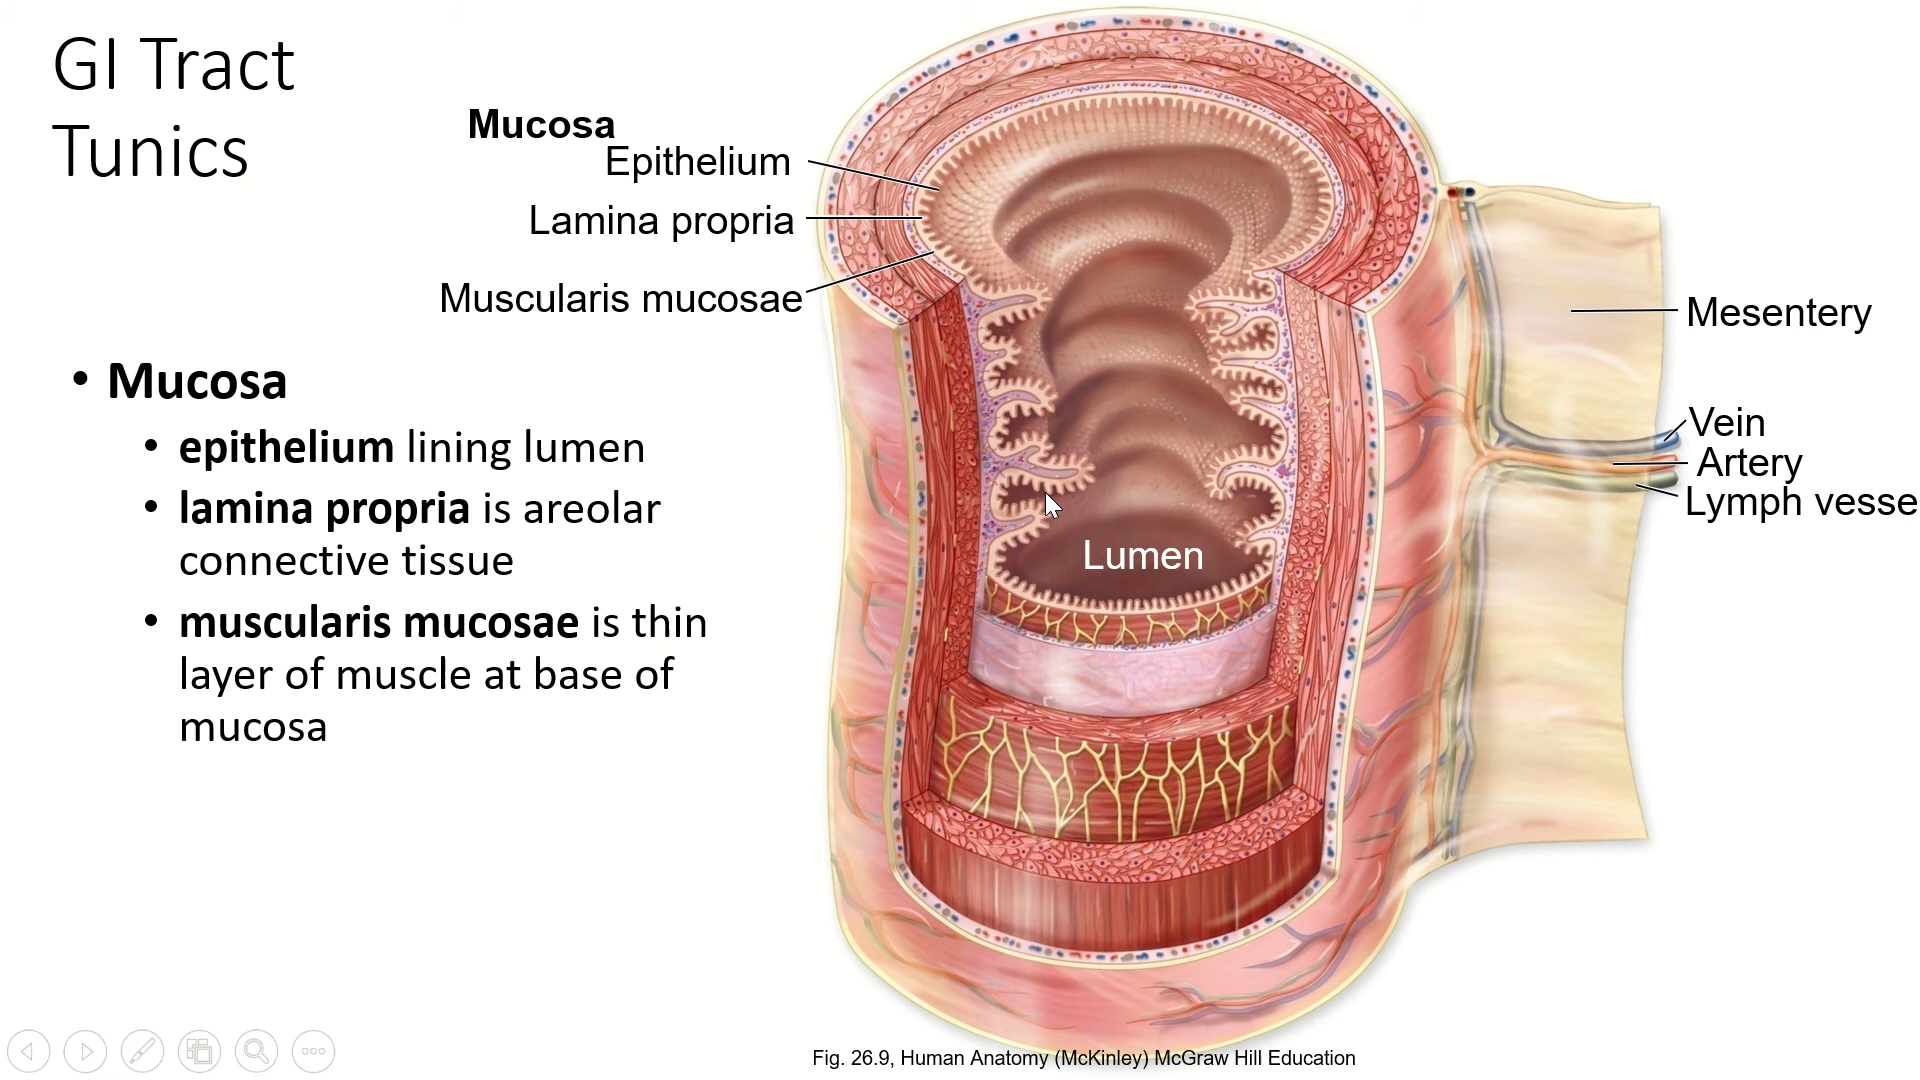 GI Tract
Tunics
Mucosa
Epithelium
Lamina propria
Muscularis mucosae
• Mucosa
• epithelium lining lumen
• lamina propria is areolar
connective tissue
• muscularis mucosae is thin
layer of muscle at base of
mucosa
Lumen
Mesentery
Vein
Artery
Lymph vesse
Fig. 26.9, Human Anatomy (McKinley) McGraw Hill Education